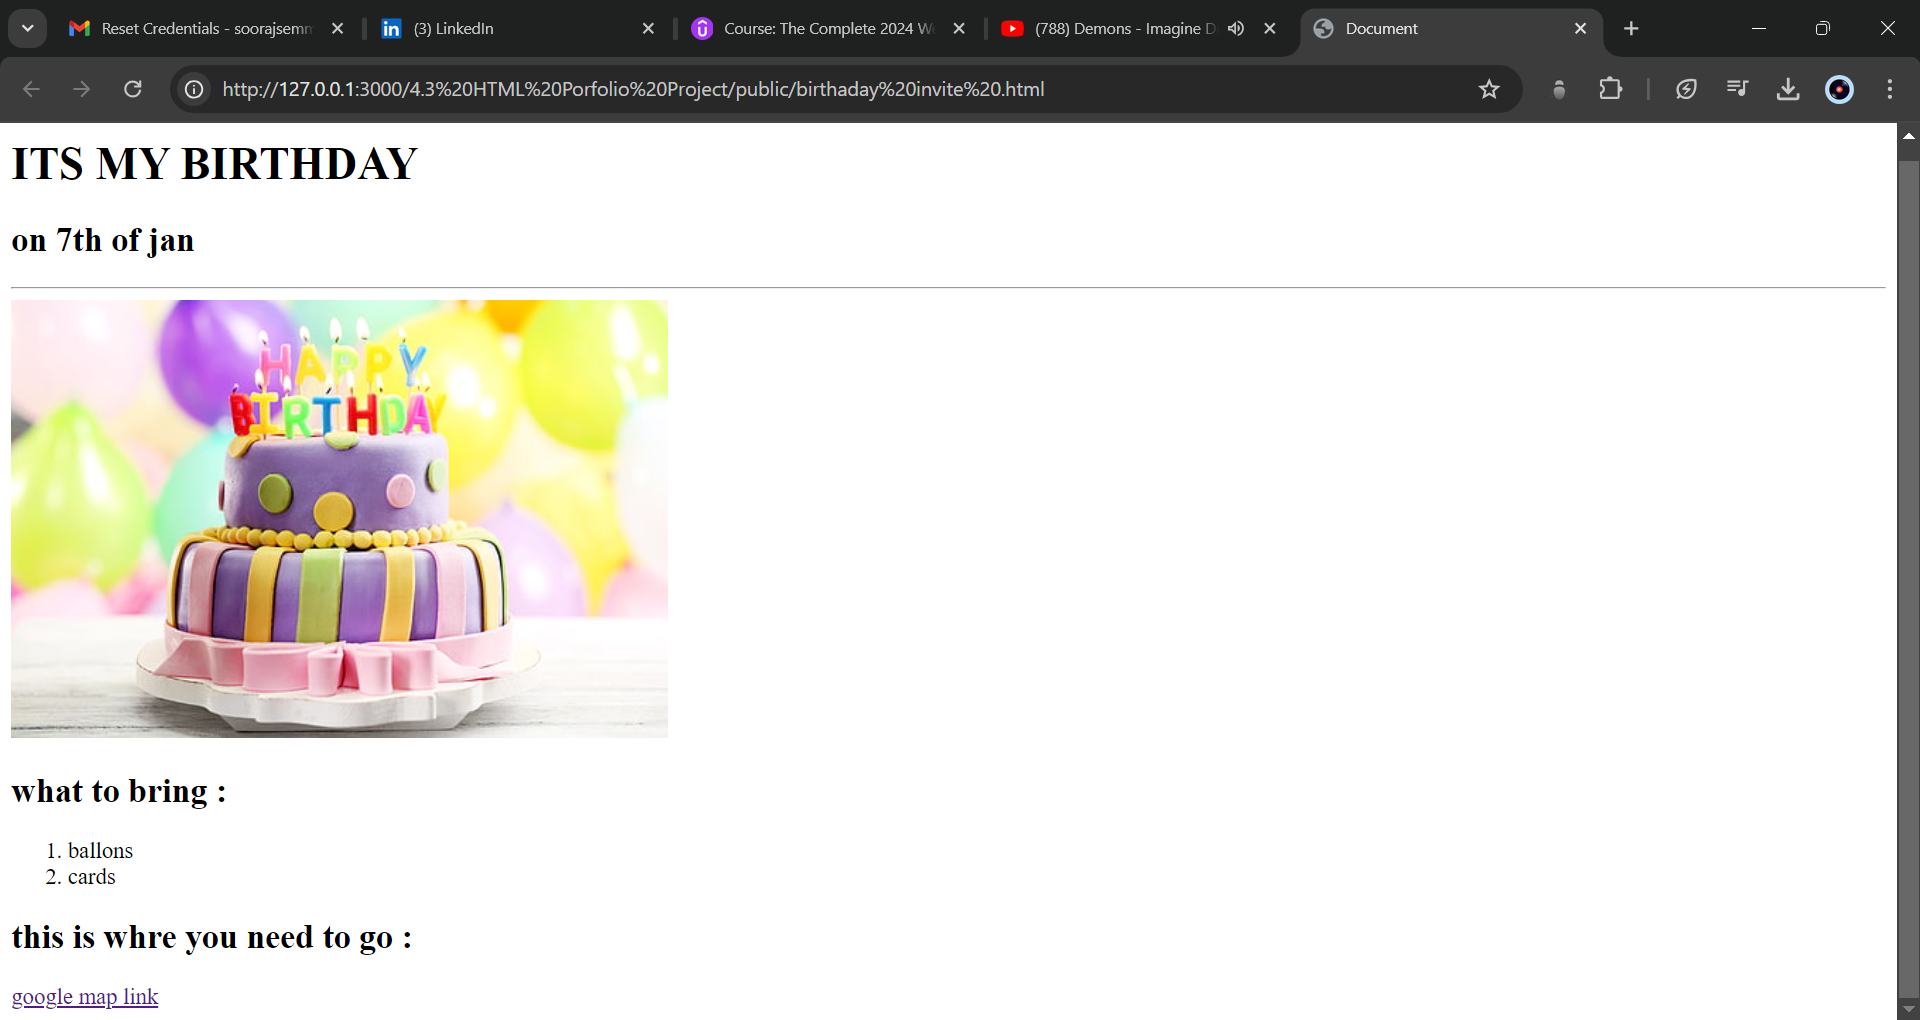 Reset Credentials - soorajsemm
(3) LinkedIn
Course: The Complete 2024 We
(788) Demons - Imagine D
Document
http://127.0.0.1:3000/4.3%20HTML%20Porfolio%20Project/public/birthaday%20invite%20.html
ITS MY BIRTHDAY
on 7th of jan
HAPPY
BIRTHDAY
what to bring :
1. ballons
2. cards
this is whre you need to go :
google map link